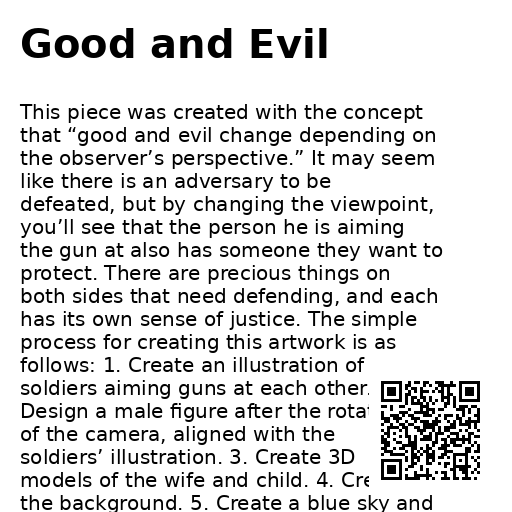 Good and Evil
This piece was created with the concept
that “good and evil change depending on
the observer’s perspective.” It may seem
like there is an adversary to be
defeated, but by changing the viewpoint,
you’ll see that the person he is aiming
the gun at also has someone they want to
protect. There are precious things on
both sides that need defending, and each
has its own sense of justice. The simple
process for creating this artwork is as
follows: 1. Create an illustration of
soldiers aiming guns at each other.
Design a male figure after the
of the camera, aligned with the
soldiers’ illustration. 3. Create 3D
models of the wife and child. 4.
the background. 5. Create a blue sky and